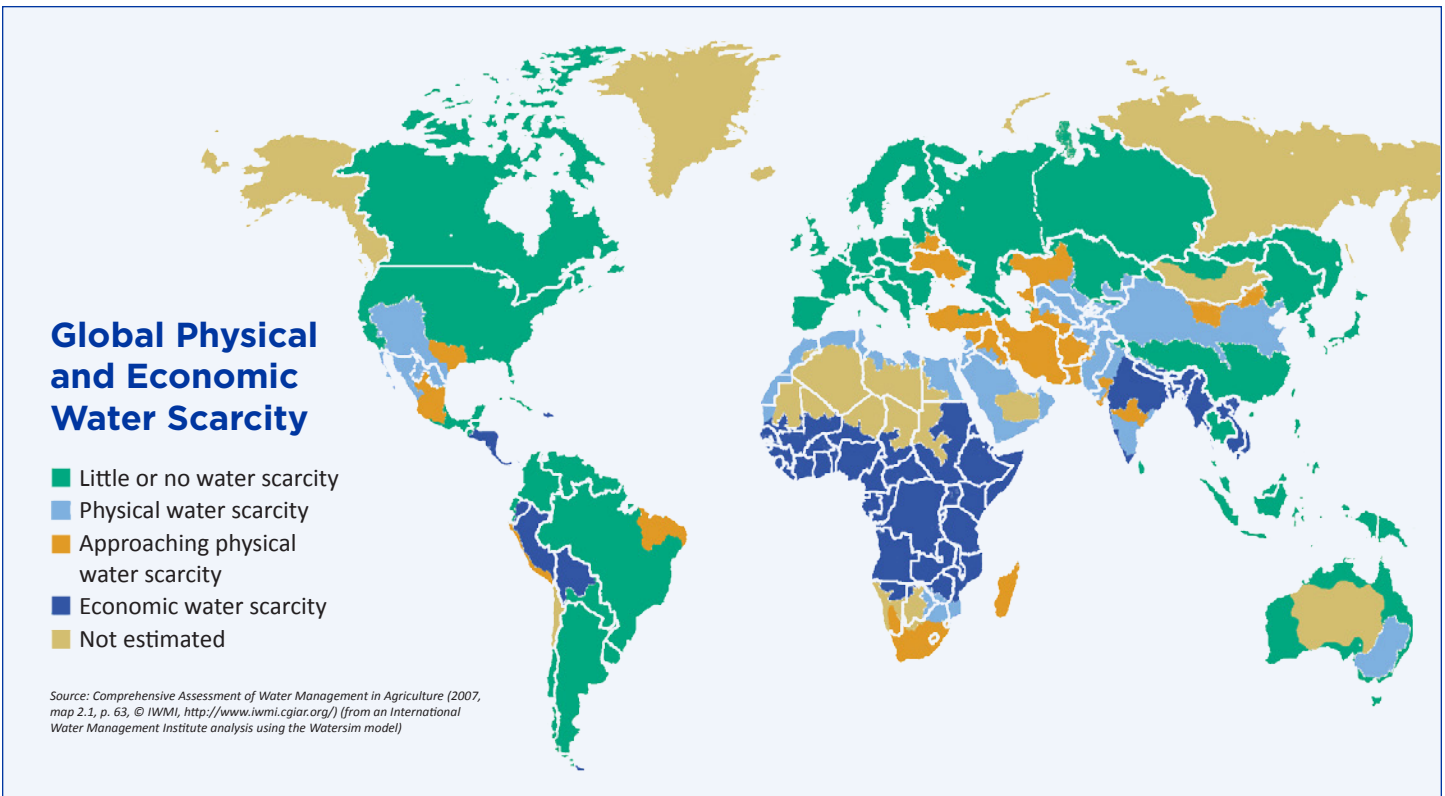 Global Physical
and Economic
Water Scarcity
Little or no water scarcity
Physical water scarcity
Approaching physical
water scarcity
Economic water scarcity
Not estimated
Source: Comprehensive Assessment of Water Management in Agriculture (2007,
map 2.1, p. 63, © IWMI, http://www.iwmi.cgiar.org/) (from an International
Water Management Institute analysis using the Watersim model)